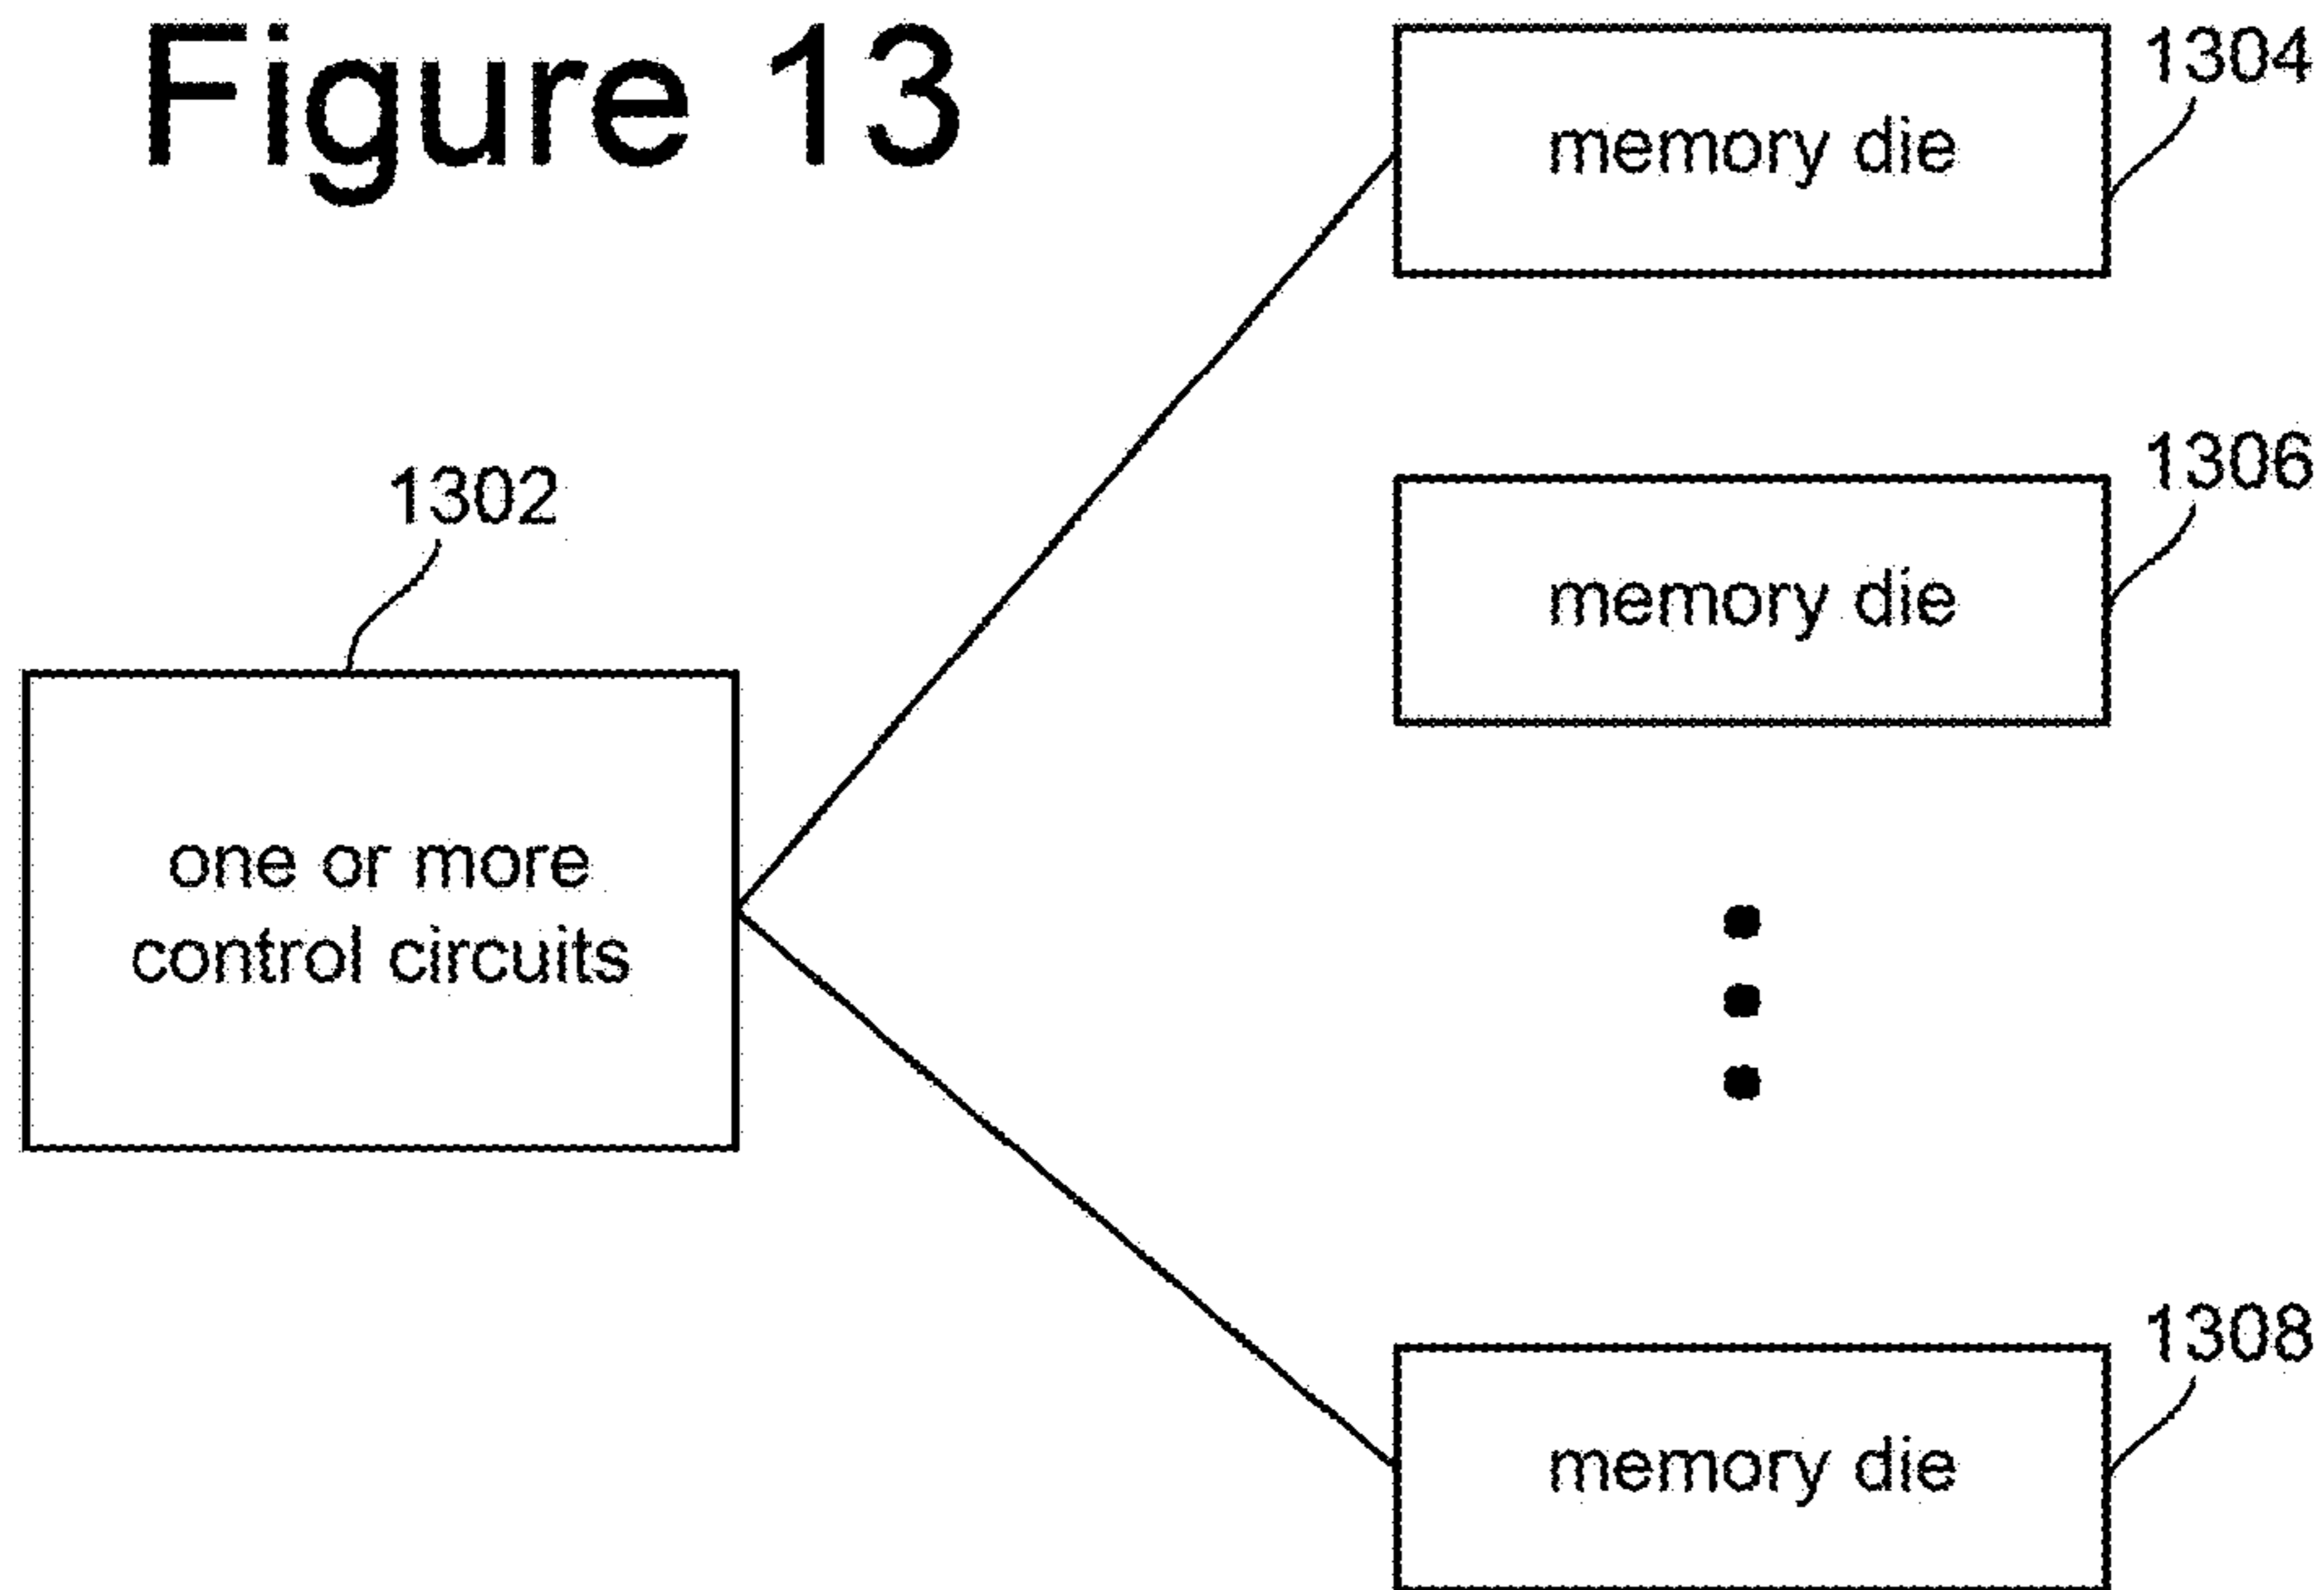 Figure 13
1304
memory die
1306
memory die
1302
one or more
control circuits
1308
memory die